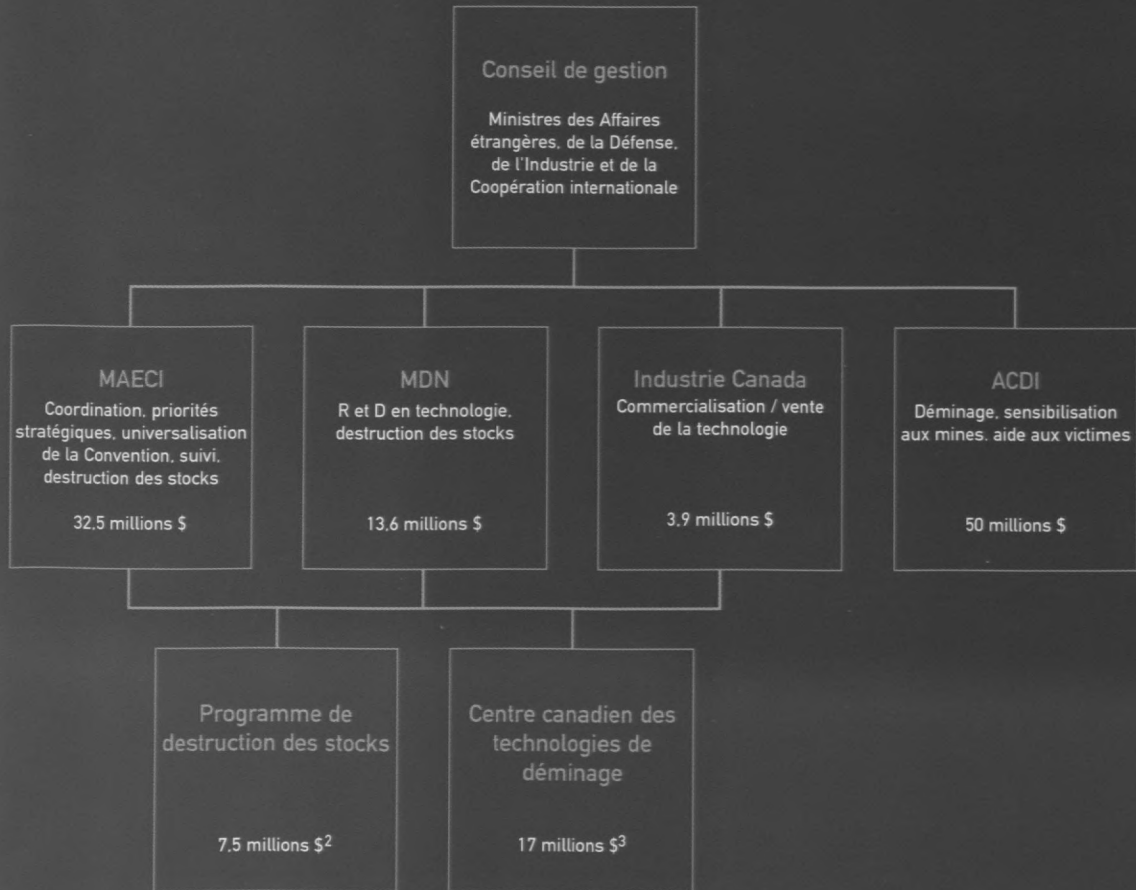 Conseil de gestion
Ministres des Affaires
étrangères, de la Défense,
de l'Industrie et de la
Coopération internationale
MAECI
Coordination, priorités
stratégiques, universalisation
de la Convention, suivi,
destruction des stocks
32,5 millions $
MDN
R et D en technologie,
destruction des stocks
13,6 millions $
Industrie Canada
Commercialisation / vente
de la technologie
3,9 millions $
ACDI
Déminage, sensibilisation
aux mines, aide aux victimes
50 millions $
Programme de
destruction des stocks
7,5 millions $2
Centre canadien des
technologies de
déminage
17 millions $3